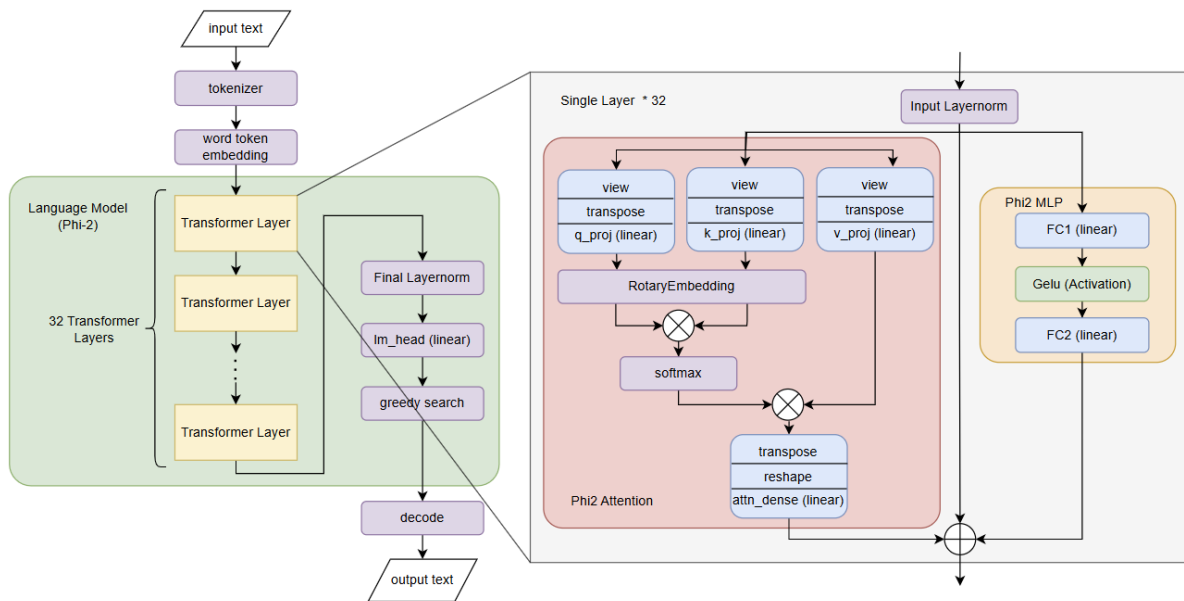 input text
tokenizer
word token
embedding
Language Model
(Phi-2)
Transformer Layer
Transformer Layer
32 Transformer
Layers
Transformer Layer
Final Layernorm
lm_head (linear)
greedy search
decode
output text
Single Layer * 32
Input Layernorm
view
transpose
q_proj (linear)
view
transpose
k_proj (linear)
view
transpose
v_proj (linear)
RotaryEmbedding
softmax
transpose
reshape
attn_dense (linear)
Phi2 Attention
Phi2 MLP
FC1 (linear)
Gelu (Activation)
FC2 (linear)